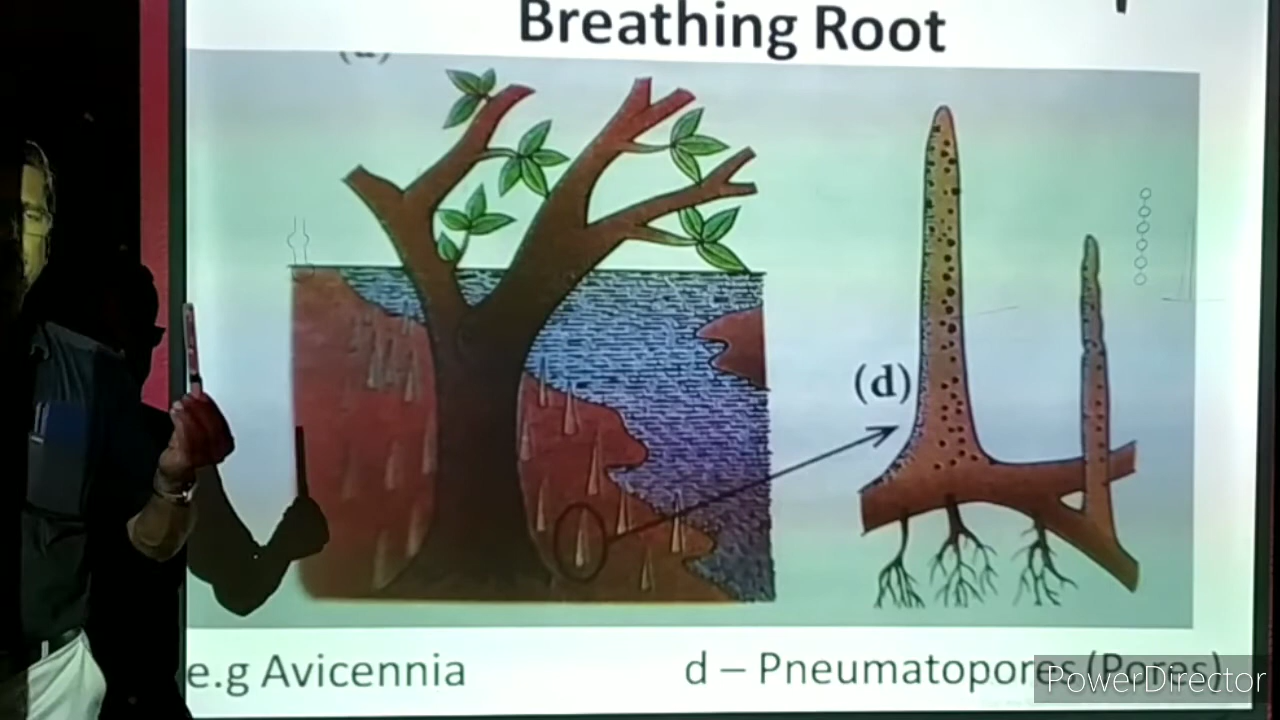 Breathing Root
(d)
e.g Avicennia
d – Pneumatopores (Pores)
PowerDirector